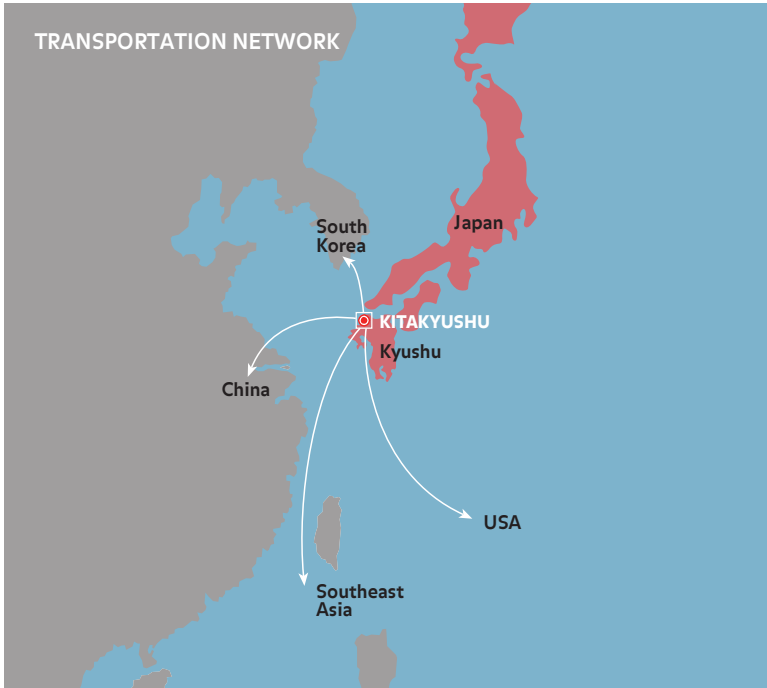 TRANSPORTATION NETWORK
South
Korea
Japan
KITAKYUSHU
Kyushu
China
USA
Southeast
Asia